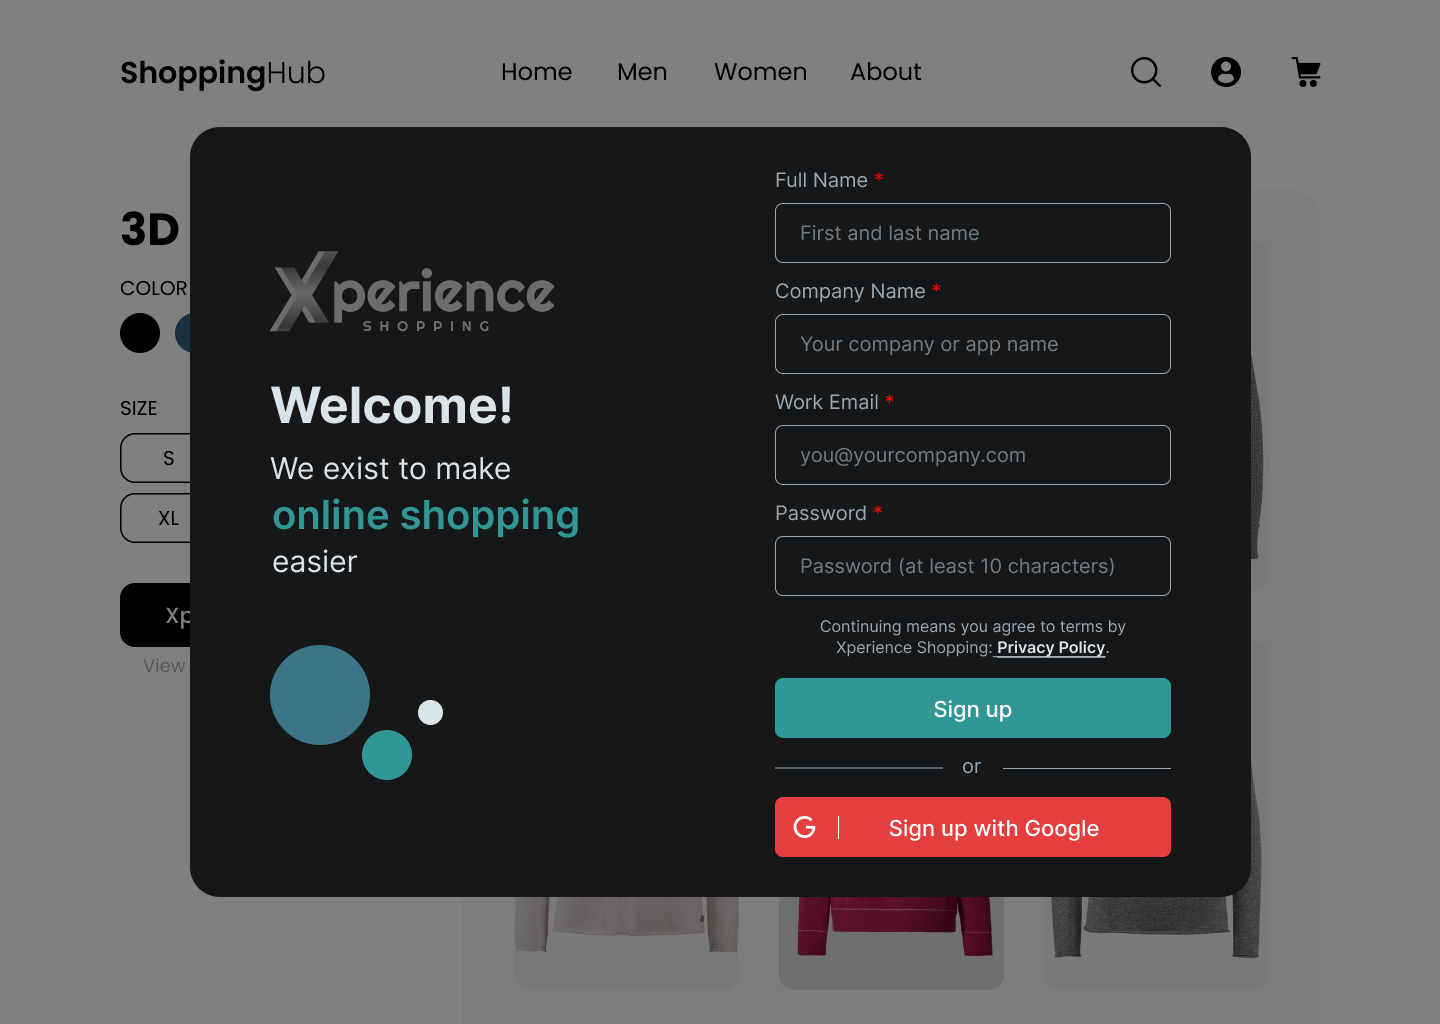 ShoppingHub
Home
Men
Women
About
3D
COLOR
SIZE
S
XL
Xp
View
Xperience
SHOPPING
Welcome!
We exist to make
online shopping
easier
Full Name *
First and last name
Company Name *
Your company or app name
Work Email *
you@yourcompany.com
Password *
Password (at least 10 characters)
Continuing means you agree to terms by
Xperience Shopping: Privacy Policy.
Sign up
or
G | Sign up with Google